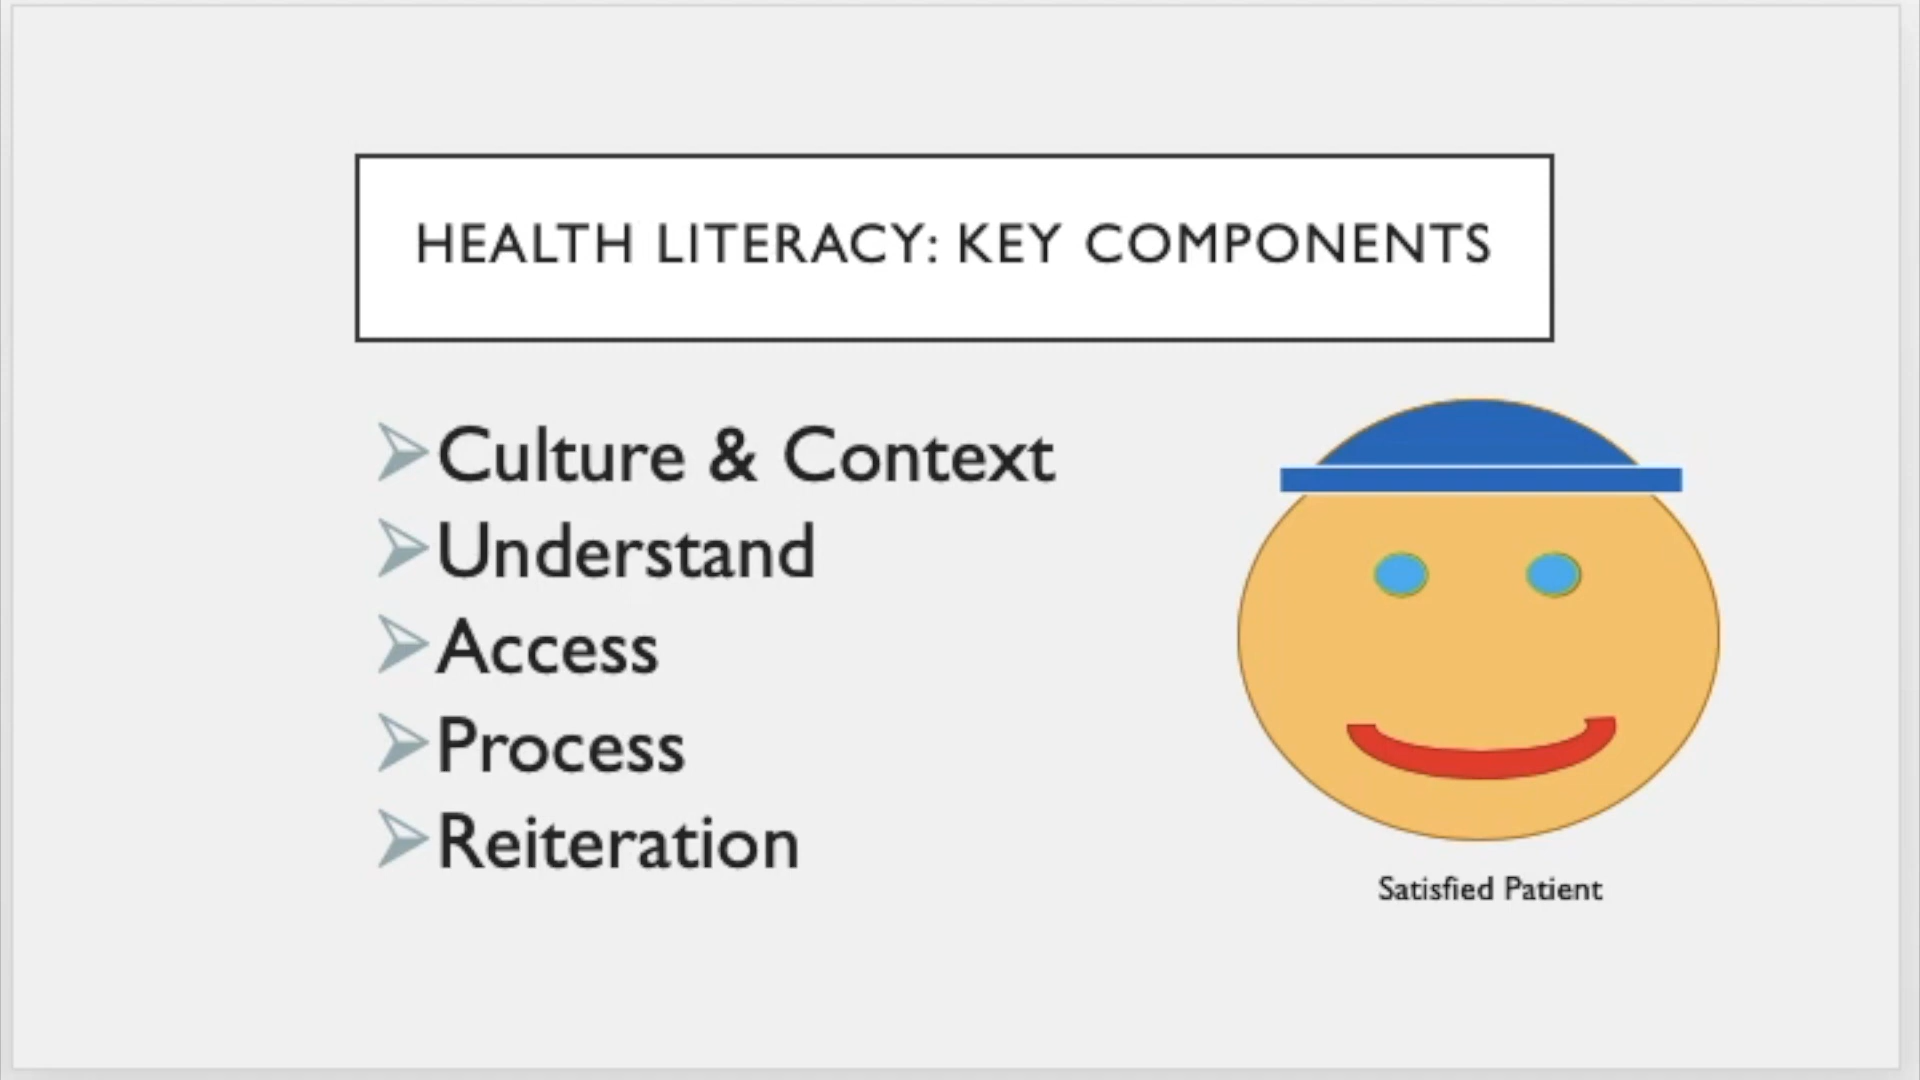 HEALTH LITERACY: KEY COMPONENTS
Culture & Context
Understand
Access
Process
Reiteration
Satisfied Patient